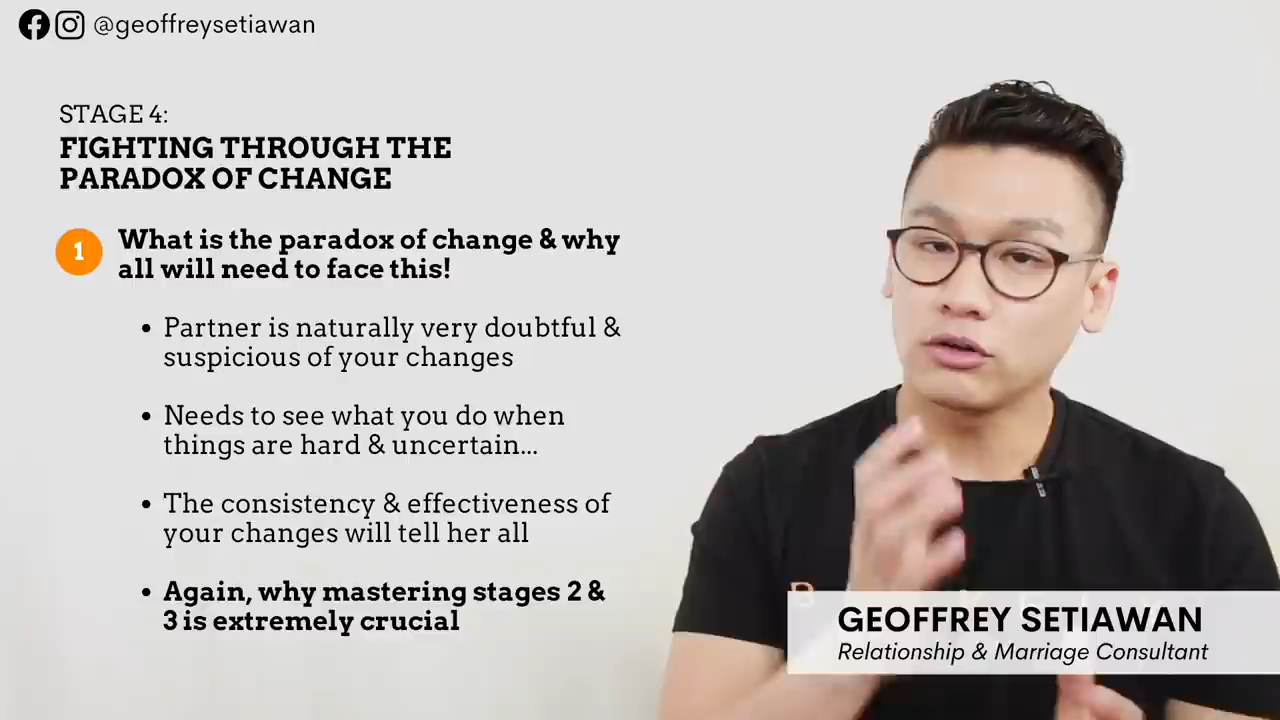 @geoffreysetiawan
STAGE 4:
FIGHTING THROUGH THE
PARADOX OF CHANGE
1
What is the paradox of change & why
all will need to face this!
• Partner is naturally very doubtful &
suspicious of your changes
• Needs to see what you do when
things are hard & uncertain...
• The consistency & effectiveness of
your changes will tell her all
• Again, why mastering stages 2 &
3 is extremely crucial
GEOFFREY SETIAWAN
Relationship & Marriage Consultant